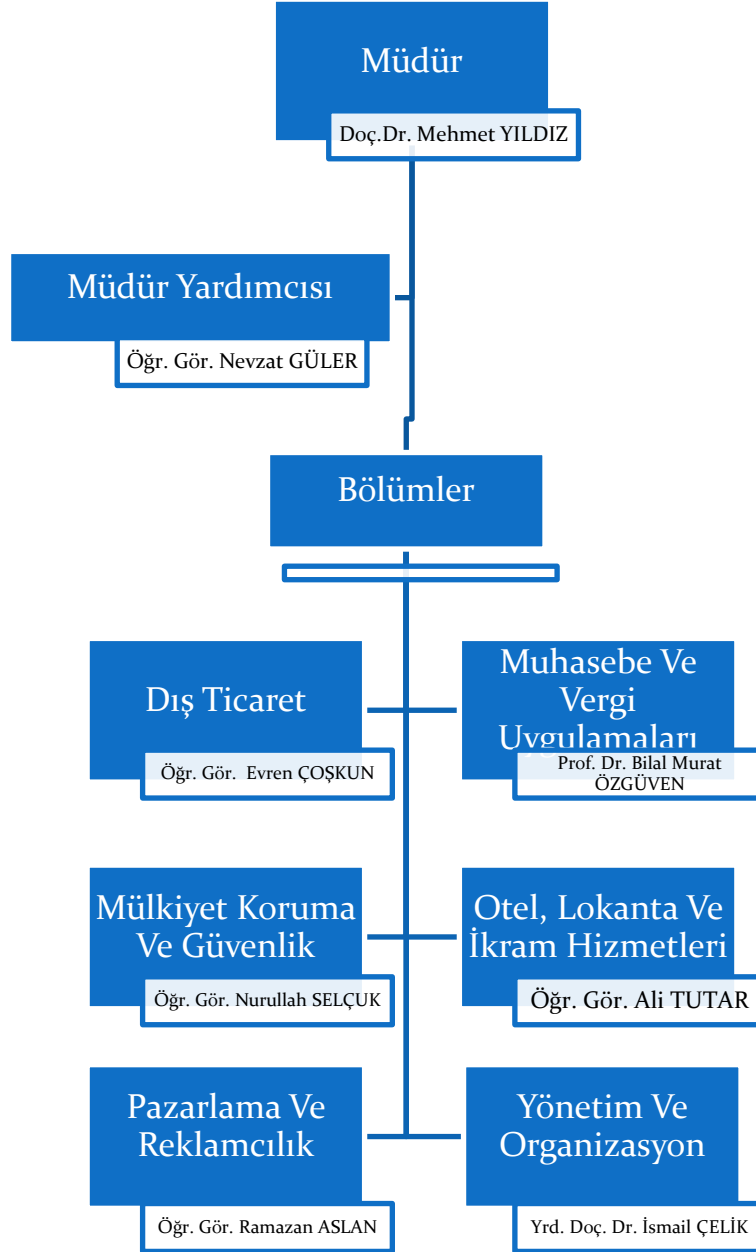 Müdür
Doç.Dr. Mehmet YILDIZ
Müdür Yardımcısı
Öğr. Gör. Nevzat GÜLER
Bölümler
Dış Ticaret
Öğr. Gör.  Evren ÇOŞKUN
Muhasebe Ve
Vergi
Uygulamaları
Prof. Dr. Bilal Murat
ÖZGÜVEN
Mülkiyet Koruma
Ve Güvenlik
Öğr. Gör. Nurullah SELÇUK
Otel, Lokanta Ve
İkram Hizmetleri
Öğr. Gör. Ali TUTAR
Pazarlama Ve
Reklamcılık
Öğr. Gör. Ramazan ASLAN
Yönetim Ve
Organizasyon
Yrd. Doç. Dr. İsmail ÇELİK